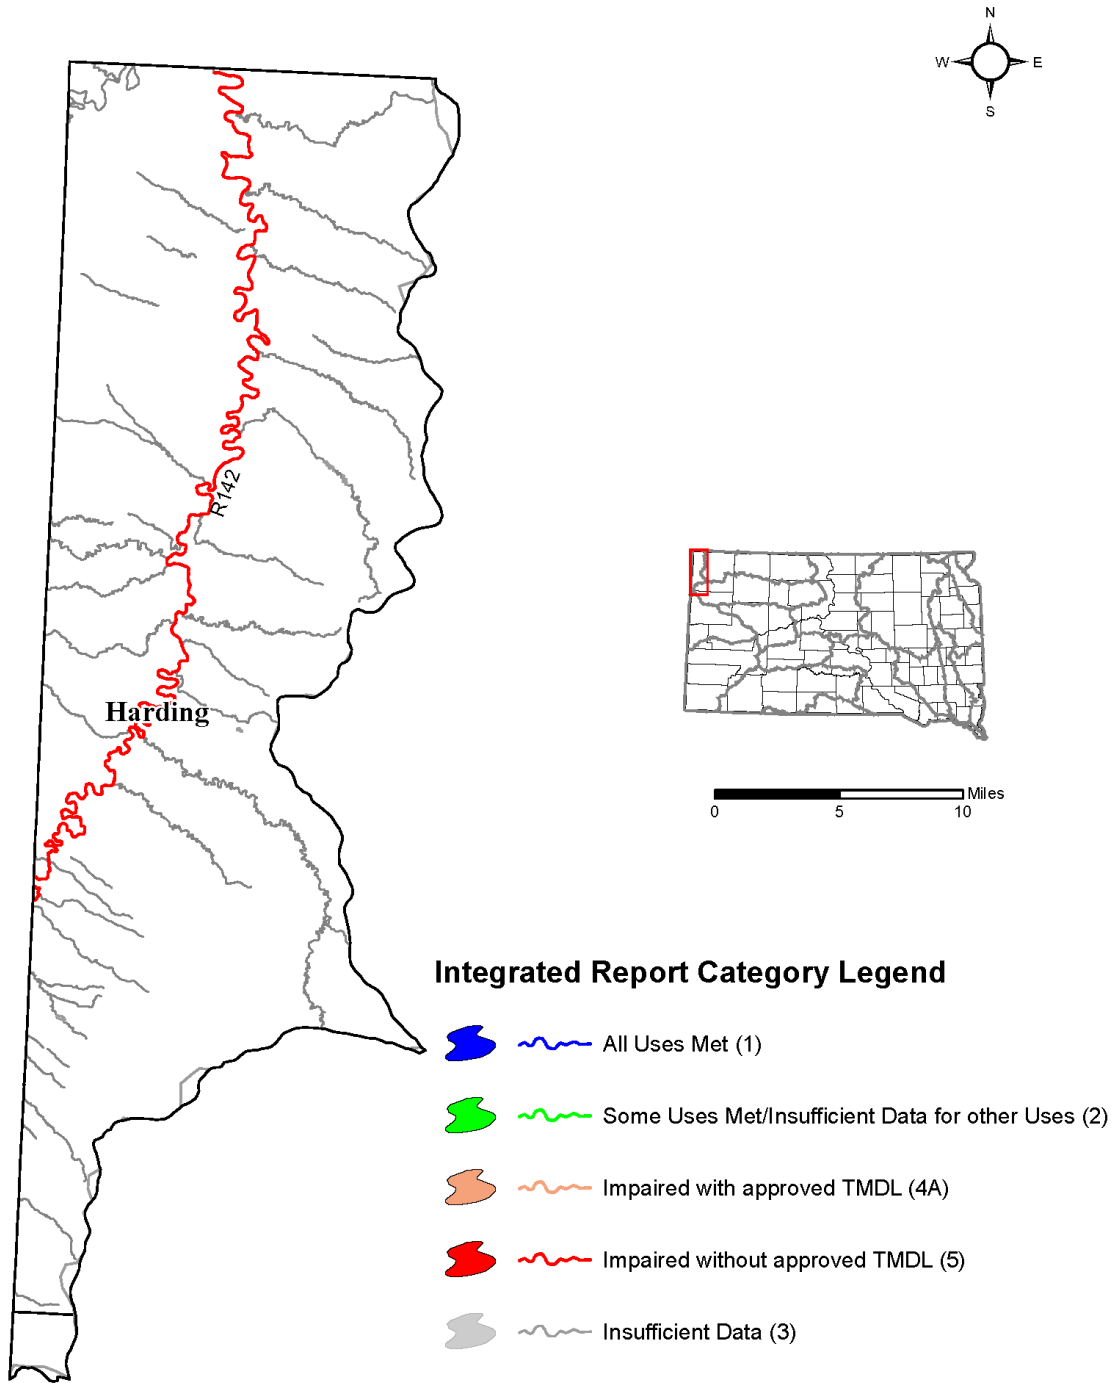 N
W E
S
R142
Harding
Miles
0 5 10
Integrated Report Category Legend
All Uses Met (1)
Some Uses Met/Insufficient Data for other Uses (2)
Impaired with approved TMDL (4A)
Impaired without approved TMDL (5)
Insufficient Data (3)